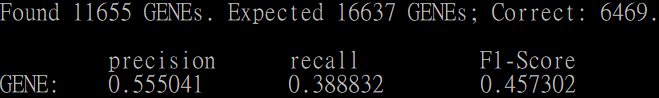 Found 11655 GENEs. Expected 16637 GENEs; Correct: 6469.
precision recall F1-Score
GENE: 0.555041 0.388832 0.457302